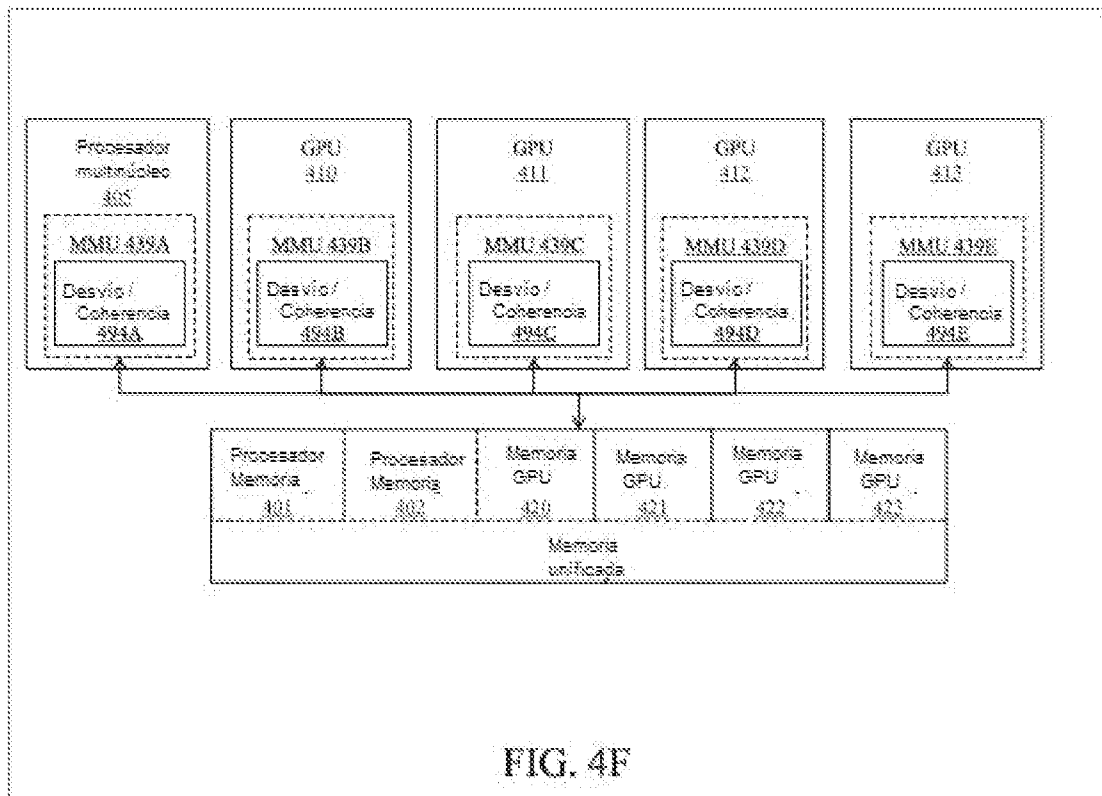 Procesador
multinúcleo
405
MMU 439A
Desvío /
Coherencia
494A
GPU
410
MMU 439B
Desvío /
Coherencia
494B
GPU
411
MMU 439C
Desvío /
Coherencia
494C
GPU
412
MMU 439D
Desvío /
Coherencia
494D
GPU
413
MMU 439E
Desvío /
Coherencia
494E
Procesador
Memoria
401
Procesador
Memoria
402
Memoria
GPU
420
Memoria
GPU
421
Memoria
GPU
422
Memoria
GPU
423
Memoria
unificada
FIG. 4F